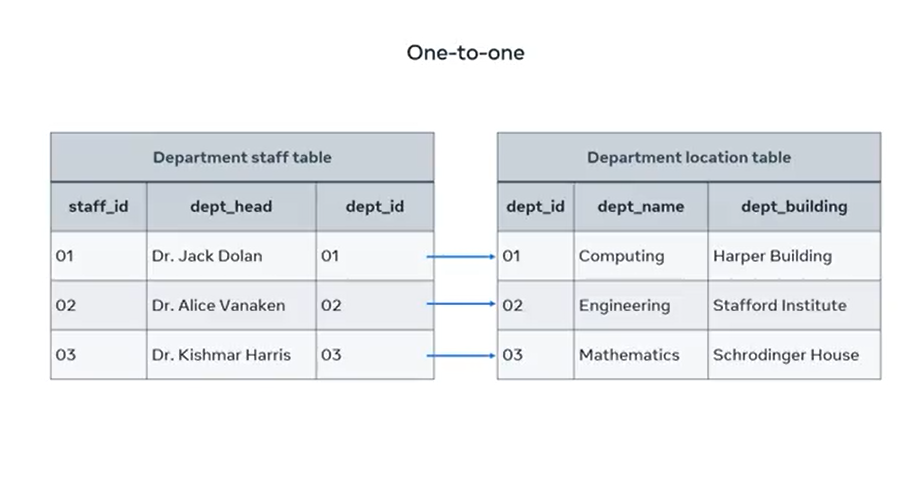 One-to-one
Department staff table
staff_id dept_head dept_id
01 Dr. Jack Dolan 01
02 Dr. Alice Vanaken 02
03 Dr. Kishmar Harris 03
Department location table
dept_id dept_name dept_building
01 Computing Harper Building
02 Engineering Stafford Institute
03 Mathematics Schrodinger House